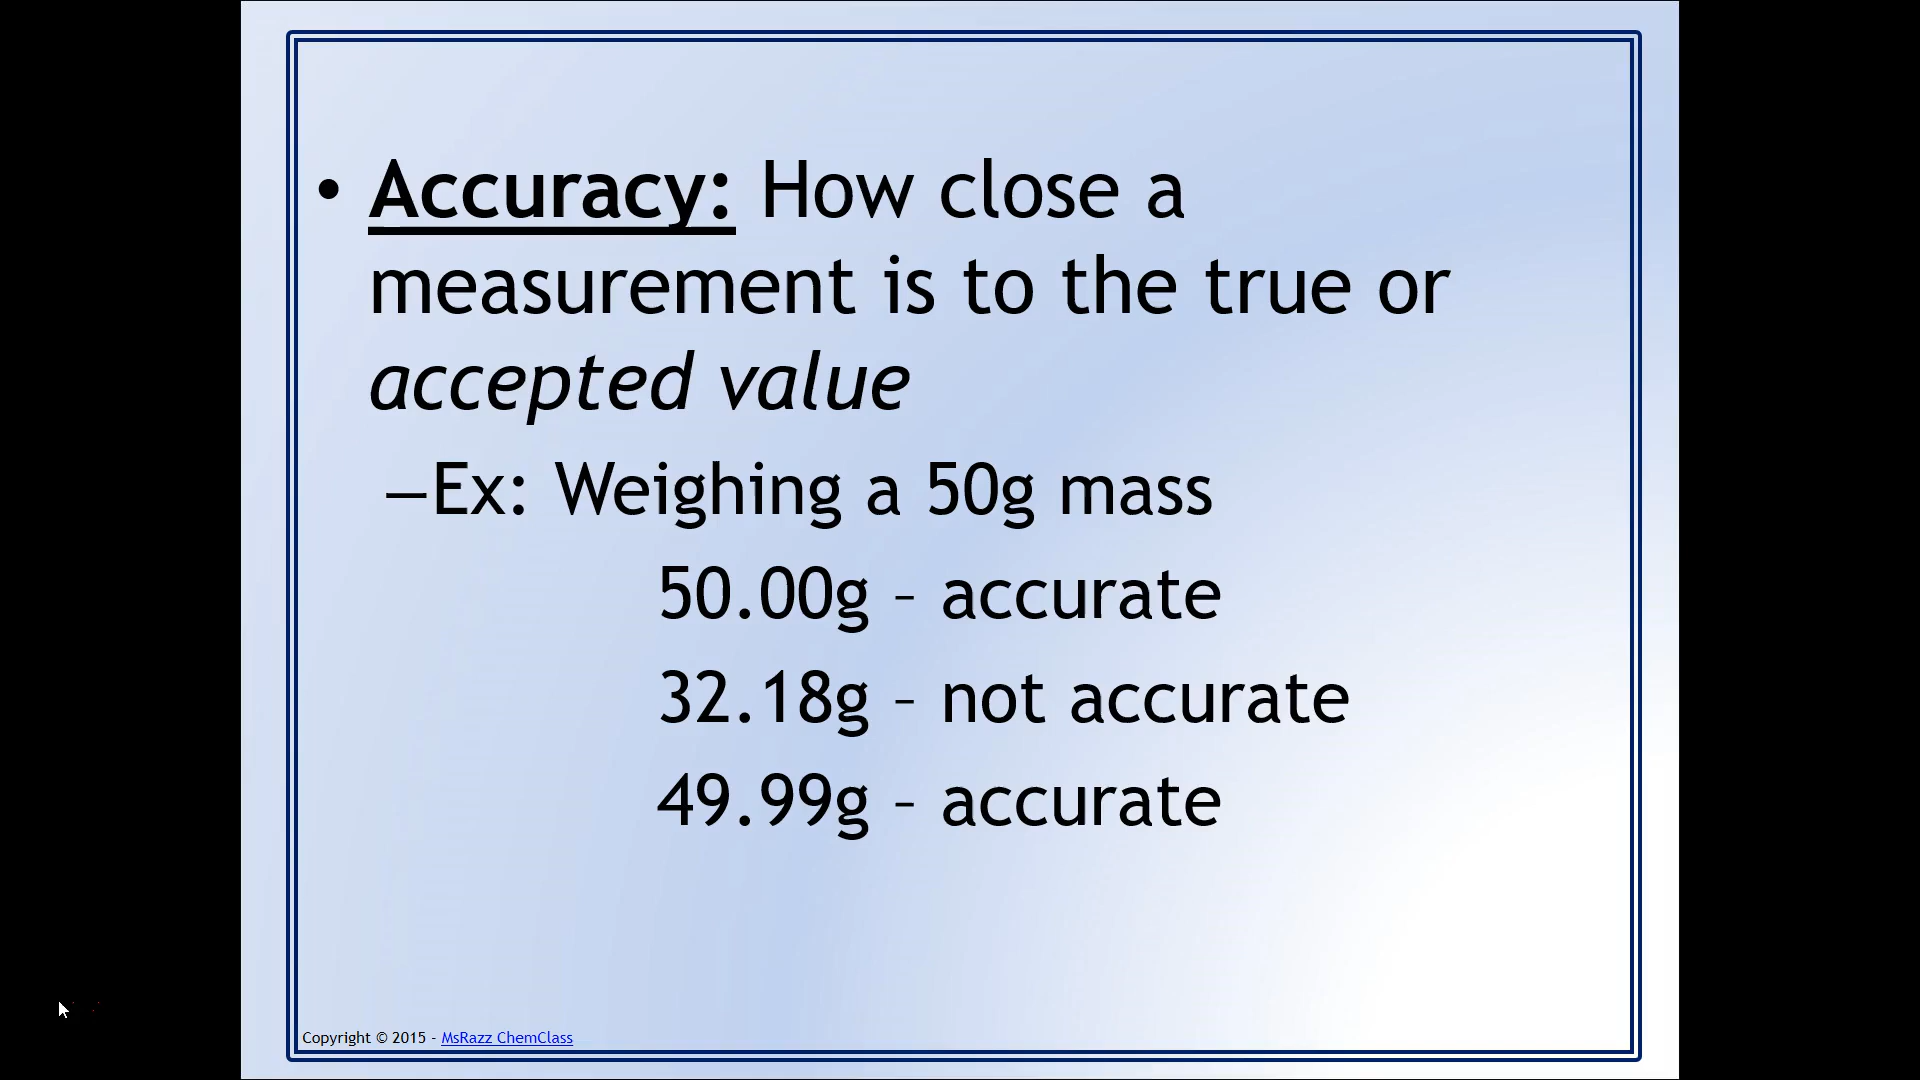 • Accuracy: How close a
measurement is to the true or
accepted value
–Ex: Weighing a 50g mass
50.00g – accurate
32.18g – not accurate
49.99g – accurate
Copyright © 2015 - MsRazz ChemClass